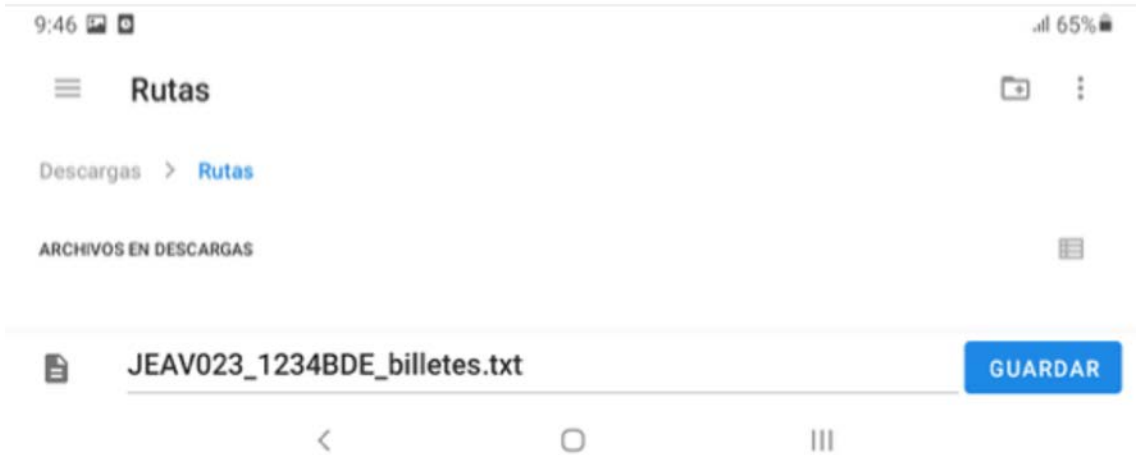 9:46 65%
Rutas
Descargas > Rutas
ARCHIVOS EN DESCARGAS
JEAV023_1234BDE_billetes.txt GUARDAR